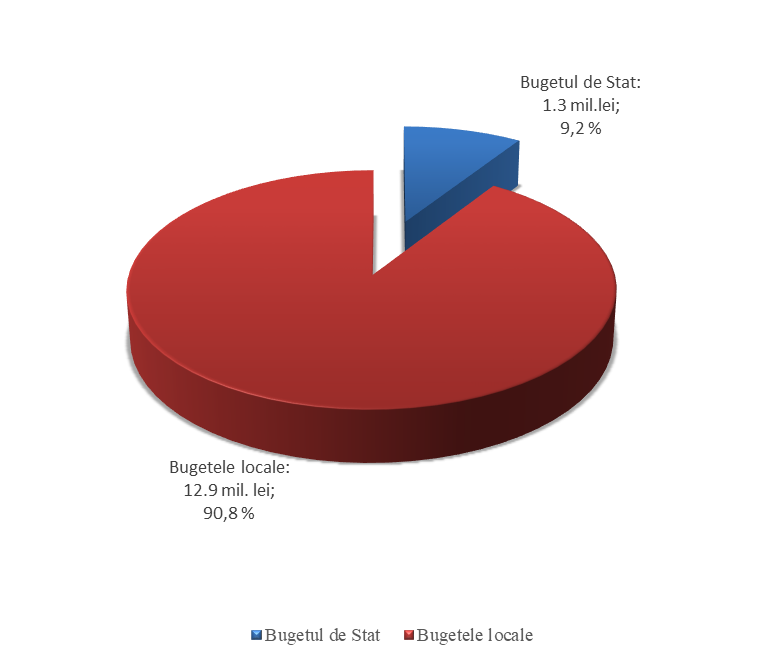 Bugetul de Stat:
1.3 mil.lei;
9,2 %
Bugetele locale:
12.9 mil. lei;
90,8 %
Bugetul de Stat
Bugetele locale